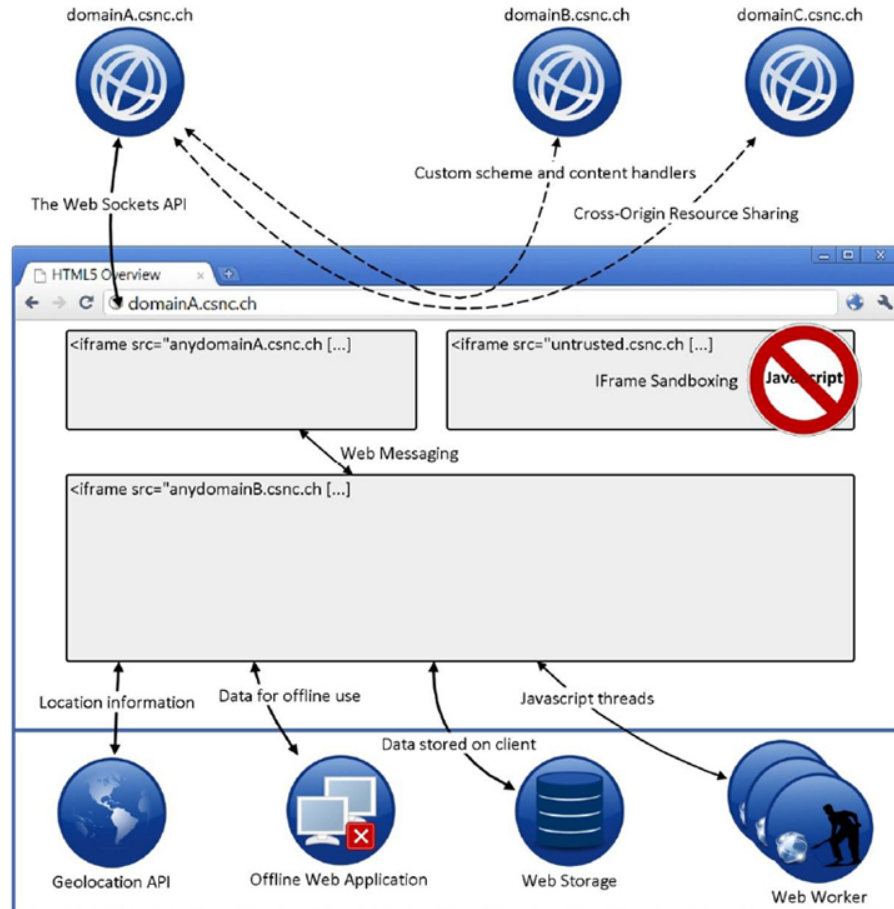 domainA.csnc.ch
domainB.csnc.ch
domainC.csnc.ch
Custom scheme and content handlers
The Web Sockets API
Cross-Origin Resource Sharing
HTML5 Overview
domainA.csnc.ch
<iframe src="anydomainA.csnc.ch [...]
<iframe src="untrusted.csnc.ch [...]
IFrame Sandboxing
Javascript
Web Messaging
<iframe src="anydomainB.csnc.ch [...]
Location information
Data for offline use
Javascript threads
Data stored on client
Geolocation API
Offline Web Application
Web Storage
Web Worker